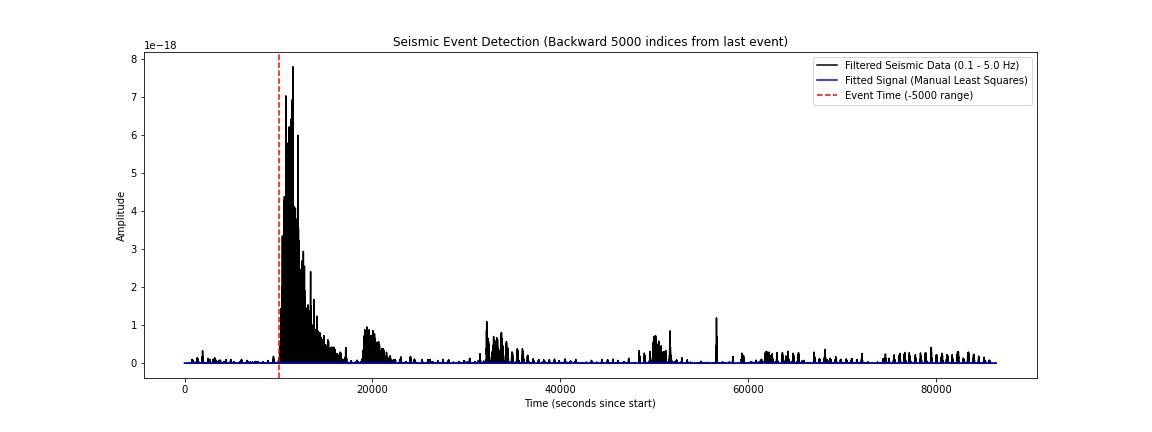 Seismic Event Detection (Backward 5000 indices from last event)
1e−18
8
7
6
5
4
3
2
1
0
Amplitude
Filtered Seismic Data (0.1 - 5.0 Hz)
Fitted Signal (Manual Least Squares)
Event Time (-5000 range)
0 20000 40000 60000 80000
Time (seconds since start)